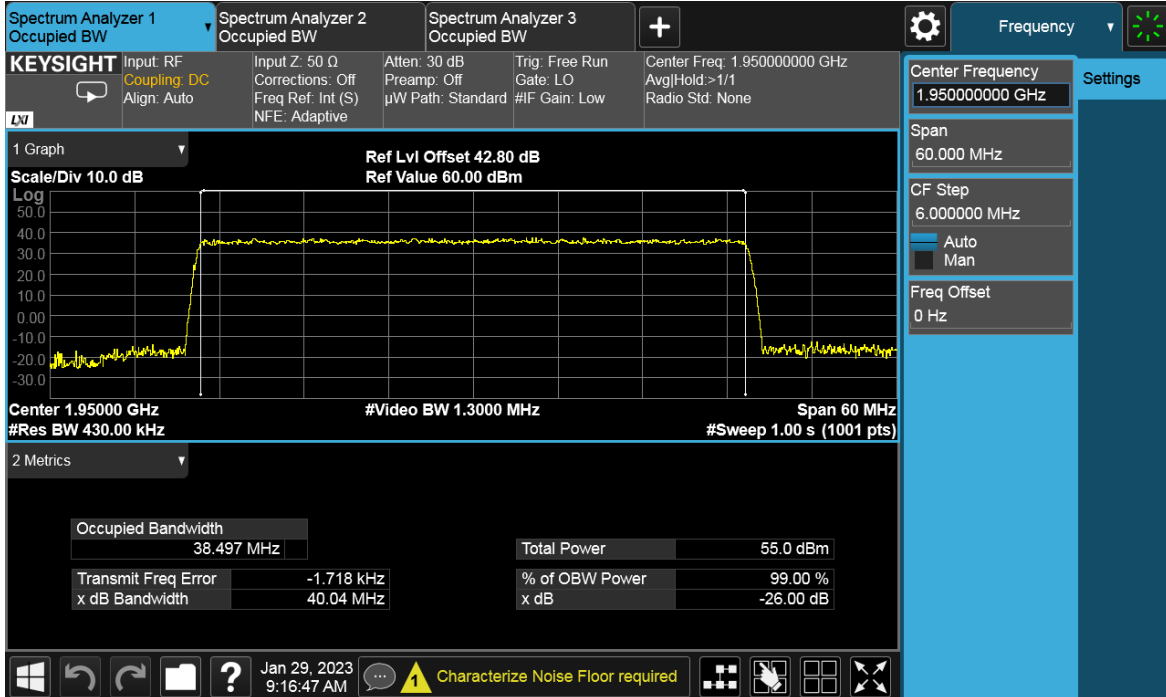 Spectrum Analyzer 1
Occupied BW
Spectrum Analyzer 2
Occupied BW
Spectrum Analyzer 3
Occupied BW
Frequency
KEYSIGHT
LXI
Input: RF
Coupling: DC
Align: Auto
Input Z: 50 Ω
Corrections: Off
Freq Ref: Int (S)
NFE: Adaptive
Atten: 30 dB
Preamp: Off
µW Path: Standard
Trig: Free Run
Gate: LO
#IF Gain: Low
Center Freq: 1.950000000 GHz
Avg|Hold:>1/1
Radio Std: None
Center Frequency
1.950000000 GHz
Settings
Span
60.000 MHz
CF Step
6.000000 MHz
Auto
Man
Freq Offset
0 Hz
1 Graph
Scale/Div 10.0 dB
Ref Lvl Offset 42.80 dB
Ref Value 60.00 dBm
Log
50.0
40.0
30.0
20.0
10.0
0.00
-10.0
-20.0
-30.0
Center 1.95000 GHz
#Video BW 1.3000 MHz
Span 60 MHz
#Res BW 430.00 kHz
#Sweep 1.00 s (1001 pts)
2 Metrics
Occupied Bandwidth
38.497 MHz
Total Power 55.0 dBm
Transmit Freq Error -1.718 kHz
% of OBW Power 99.00 %
x dB Bandwidth 40.04 MHz
x dB -26.00 dB
?
Jan 29, 2023
9:16:47 AM
1
Characterize Noise Floor required